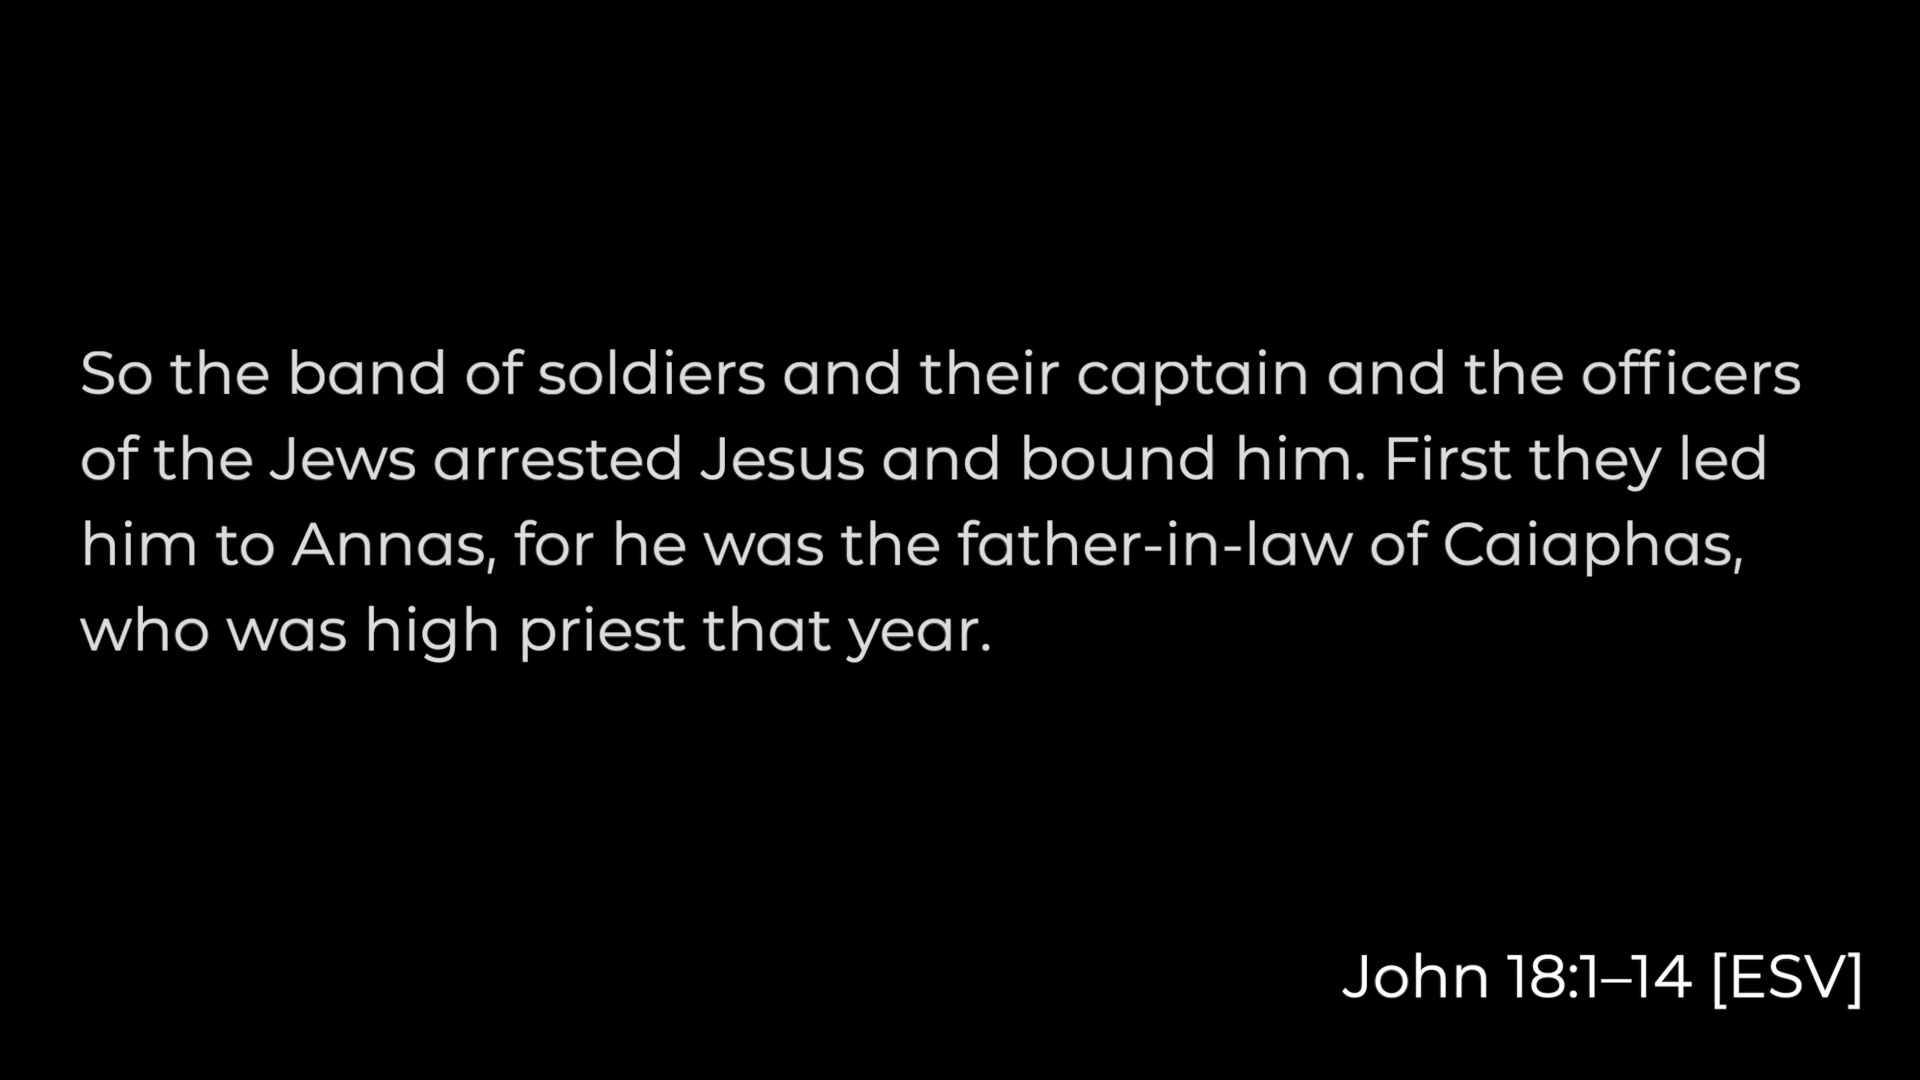 So the band of soldiers and their captain and the officers
of the Jews arrested Jesus and bound him. First they led
him to Annas, for he was the father-in-law of Caiaphas,
who was high priest that year.
John 18:1–14 [ESV]